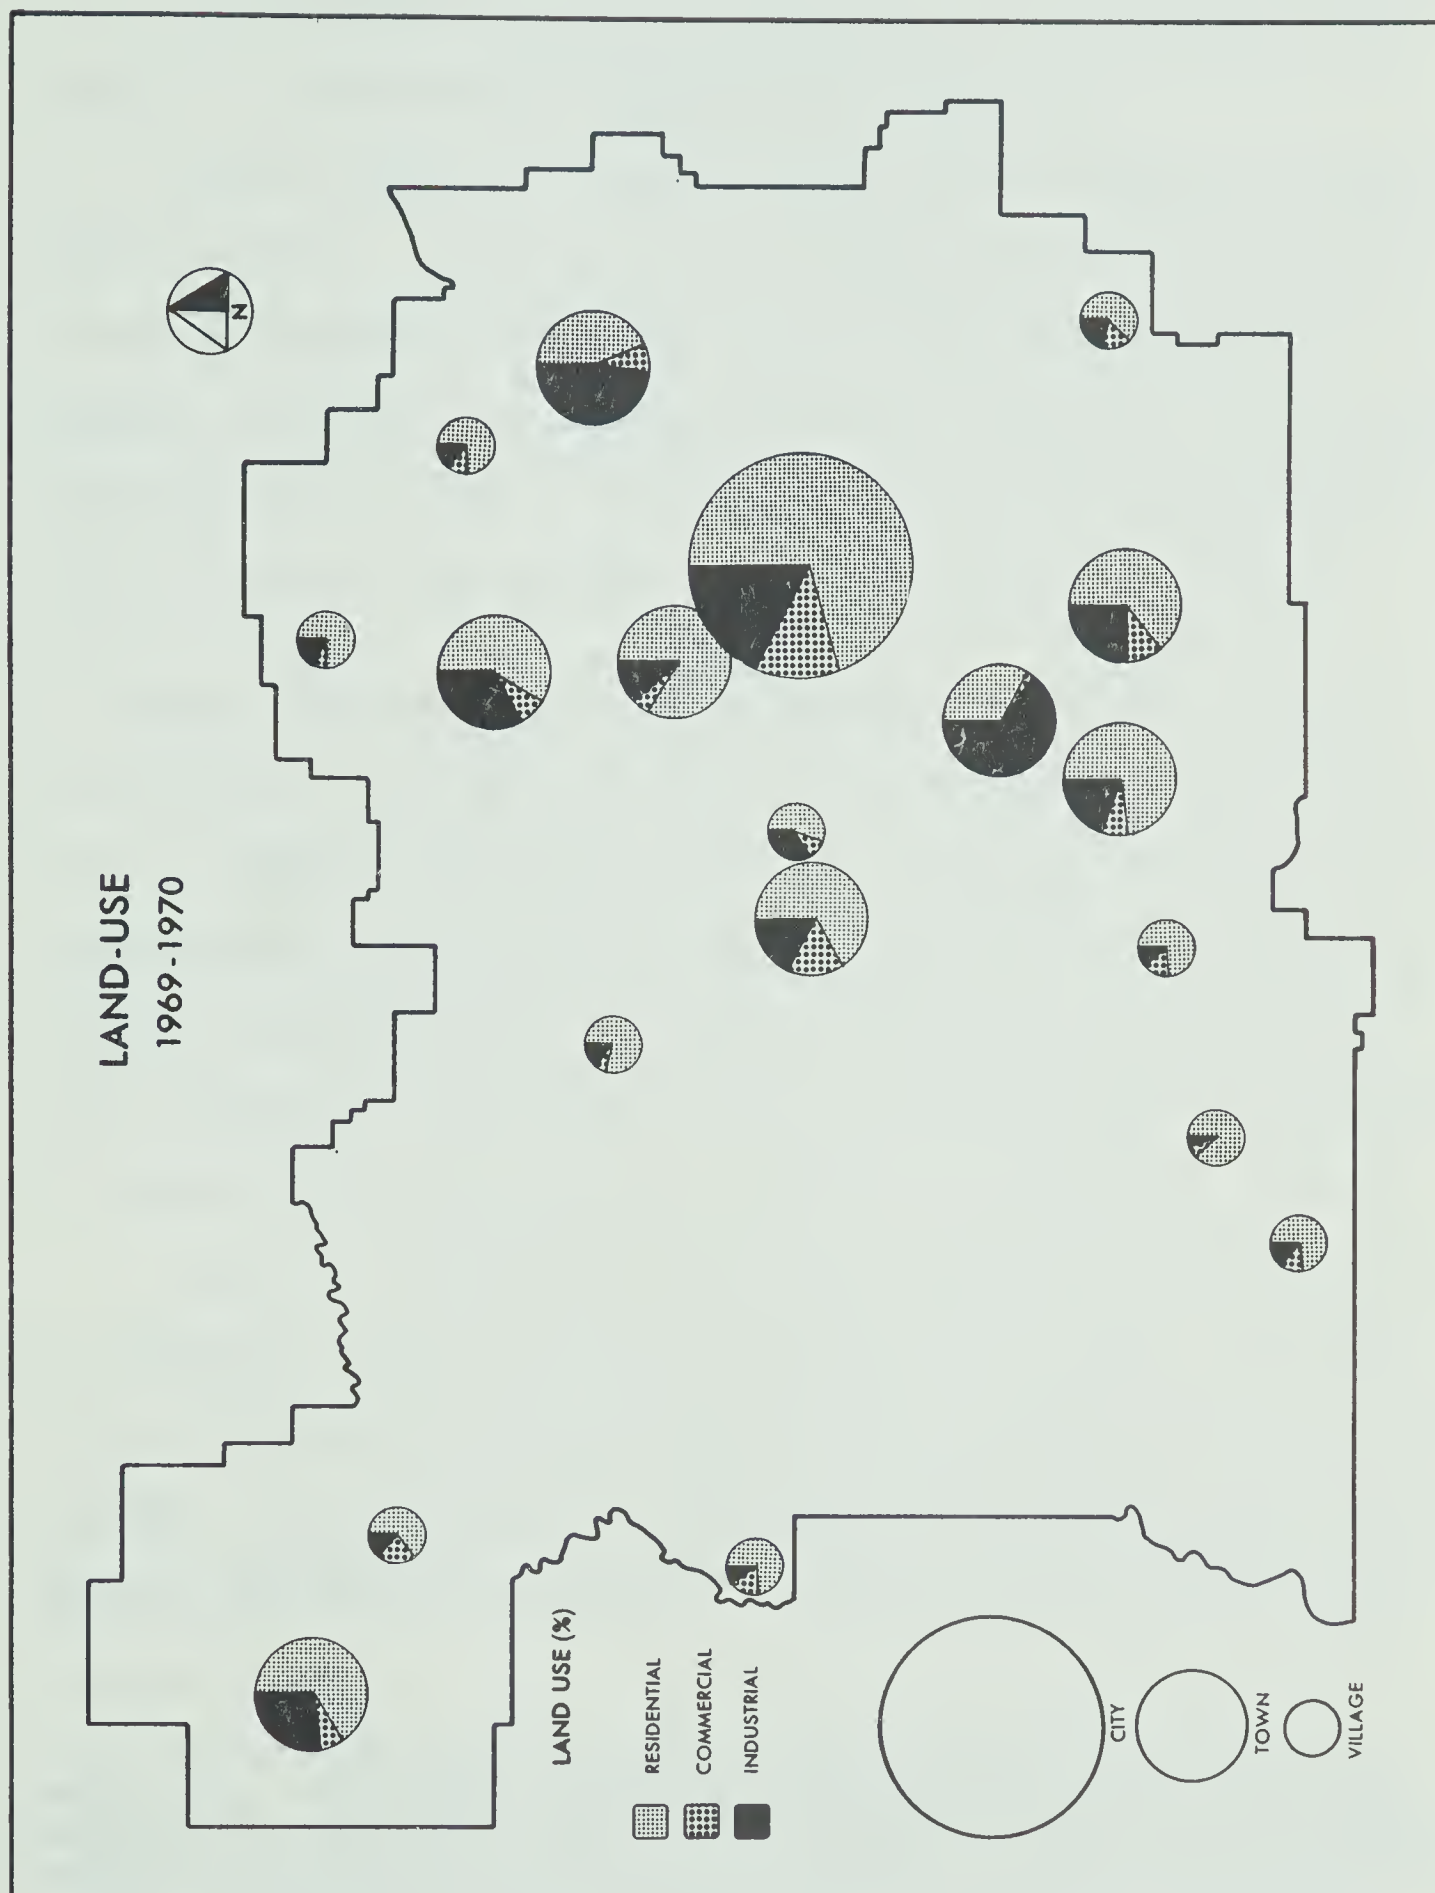 LAND-USE
1969-1970
N
LAND USE (%)
RESIDENTIAL
COMMERCIAL
INDUSTRIAL
CITY
TOWN
VILLAGE